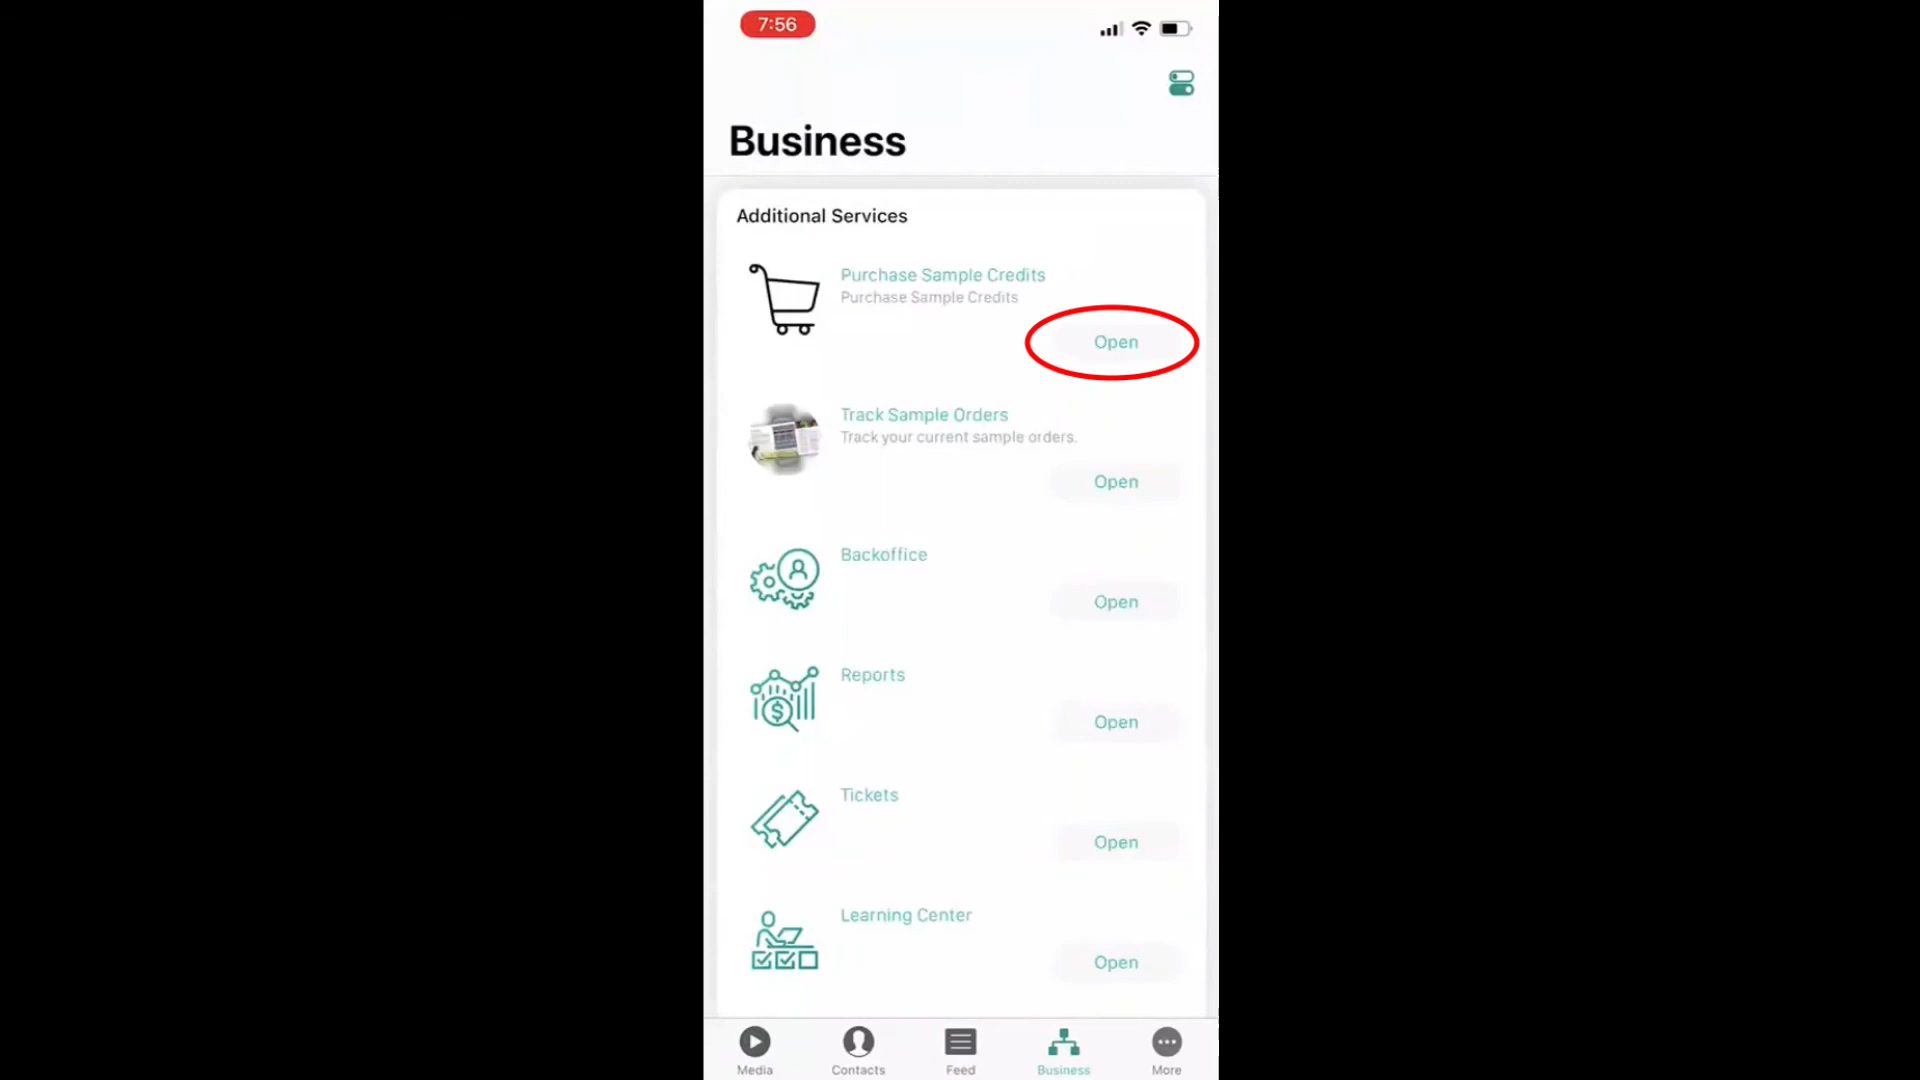 7:56
Business
Additional Services
Purchase Sample Credits
Purchase Sample Credits
Open
Track Sample Orders
Track your current sample orders.
Open
Backoffice
Open
Reports
Open
Tickets
Open
Learning Center
Open
Media Contacts Feed Business More